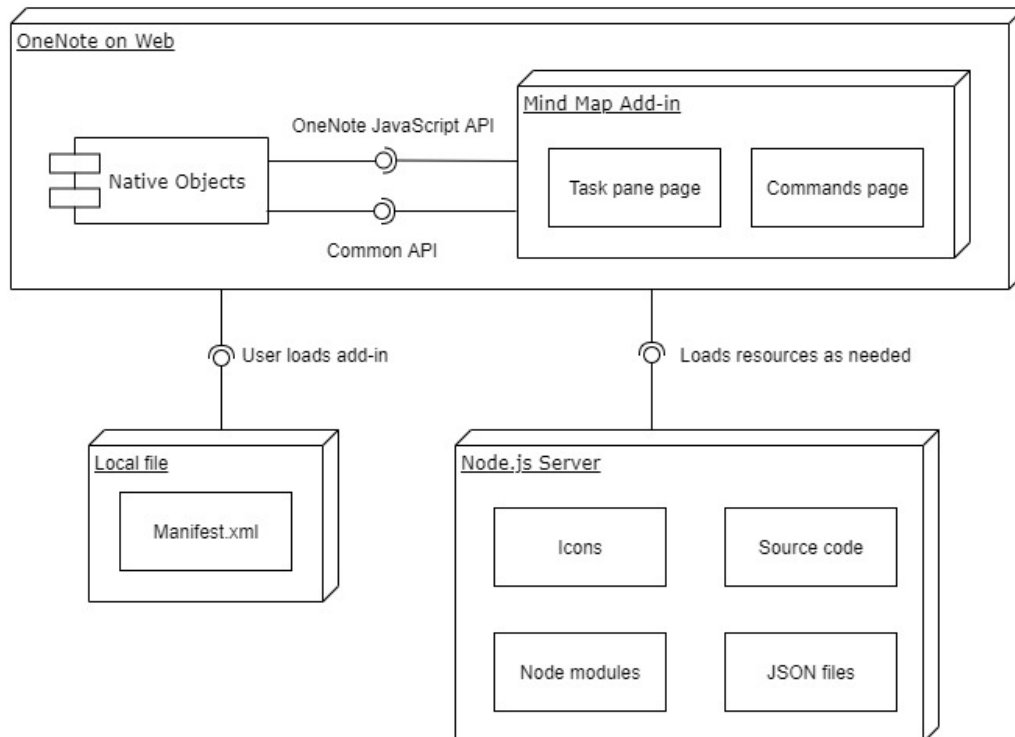 OneNote on Web
Mind Map Add-in
OneNote JavaScript API
Native Objects
Task pane page
Commands page
Common API
User loads add-in
Loads resources as needed
Local file
Node.js Server
Manifest.xml
Icons
Source code
Node modules
JSON files